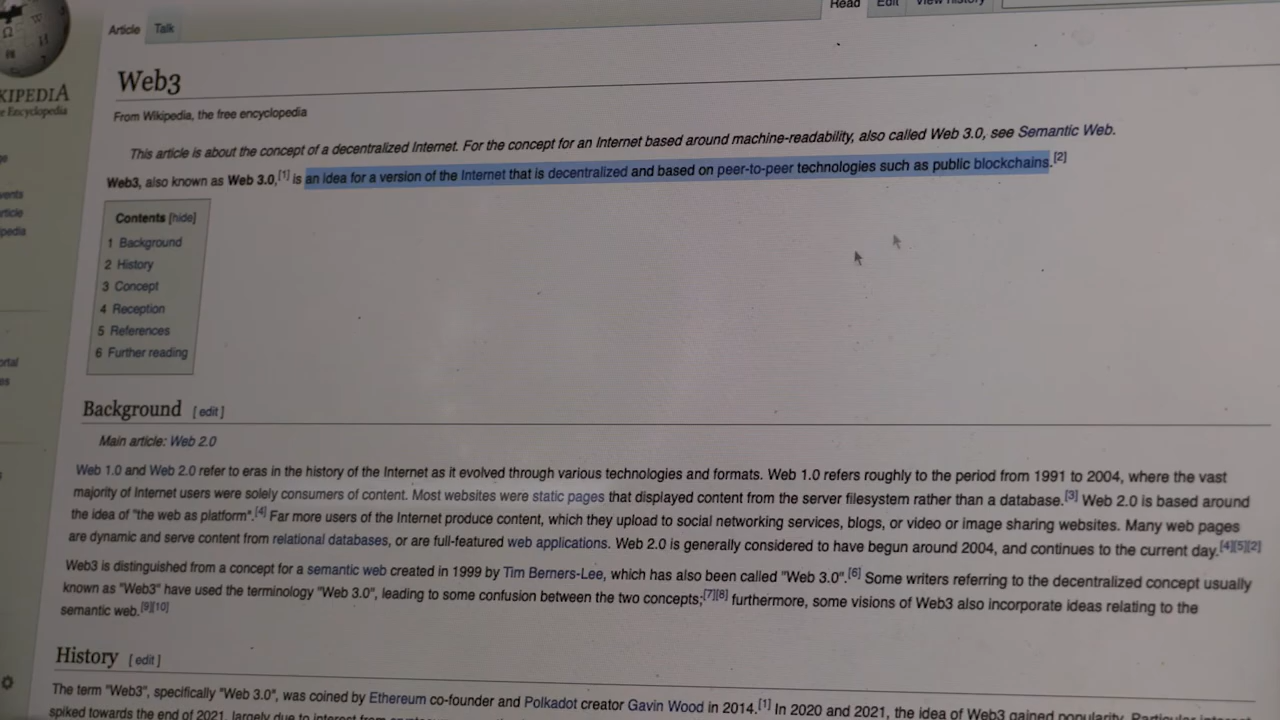 Read Edit View history
Article Talk
Web3
From Wikipedia, the free encyclopedia
This article is about the concept of a decentralized Internet. For the concept for an Internet based around machine-readability, also called Web 3.0, see Semantic Web.
Web3, also known as Web 3.0,[1] is an idea for a version of the Internet that is decentralized and based on peer-to-peer technologies such as public blockchains.[2]
Contents [hide]
1 Background
2 History
3 Concept
4 Reception
5 References
6 Further reading
Background [ edit ]
Main article: Web 2.0
Web 1.0 and Web 2.0 refer to eras in the history of the Internet as it evolved through various technologies and formats. Web 1.0 refers roughly to the period from 1991 to 2004, where the vast
majority of Internet users were solely consumers of content. Most websites were static pages that displayed content from the server filesystem rather than a database.[3] Web 2.0 is based around
the idea of "the web as platform".[4] Far more users of the Internet produce content, which they upload to social networking services, blogs, or video or image sharing websites. Many web pages
are dynamic and serve content from relational databases, or are full-featured web applications. Web 2.0 is generally considered to have begun around 2004, and continues to the current day.[4][5][2]
Web3 is distinguished from a concept for a semantic web created in 1999 by Tim Berners-Lee, which has also been called "Web 3.0".[6] Some writers referring to the decentralized concept usually
known as "Web3" have used the terminology "Web 3.0", leading to some confusion between the two concepts;[7][8] furthermore, some visions of Web3 also incorporate ideas relating to the
semantic web.[9][10]
History [ edit ]
The term "Web3", specifically "Web 3.0", was coined by Ethereum co-founder and Polkadot creator Gavin Wood in 2014.[1] In 2020 and 2021, the idea of Web3 gained popularity. Particular
spiked towards the end of 2021, largely due to interest from